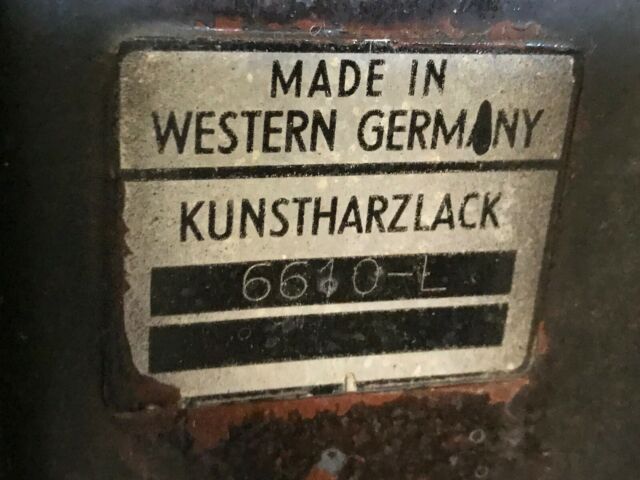 MADE IN
WESTERN GERMANY
KUNSTHARZLACK
6610-L